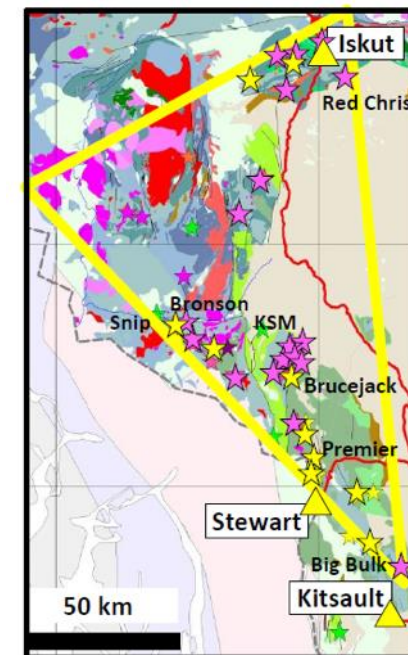 Iskut
Red Chris
Bronson
Snip
KSM
Brucejack
Premier
Stewart
Big Bulk
Kitsault
50 km